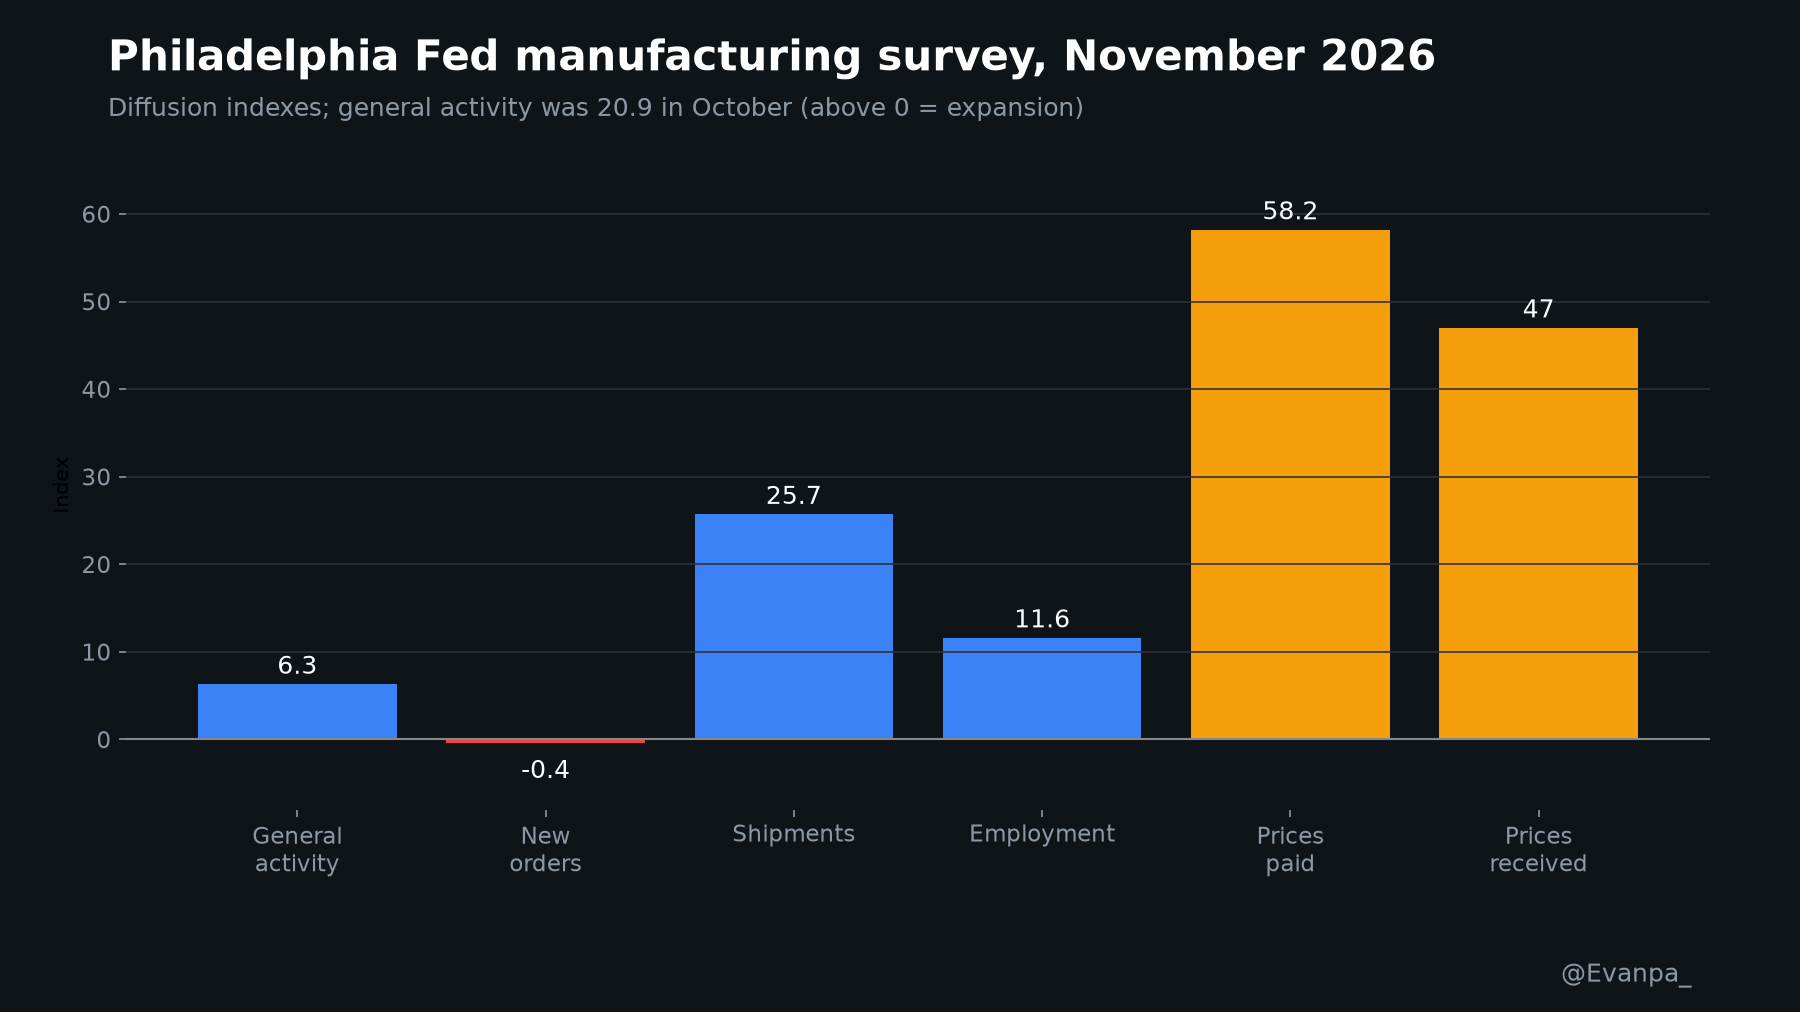 Philadelphia Fed manufacturing survey, November 2026
Diffusion indexes; general activity was 20.9 in October (above 0 = expansion)
Index
60
50
40
30
20
10
0
6.3
-0.4
25.7
11.6
58.2
47
General
activity
New
orders
Shipments
Employment
Prices
paid
Prices
received
@Evanpa_